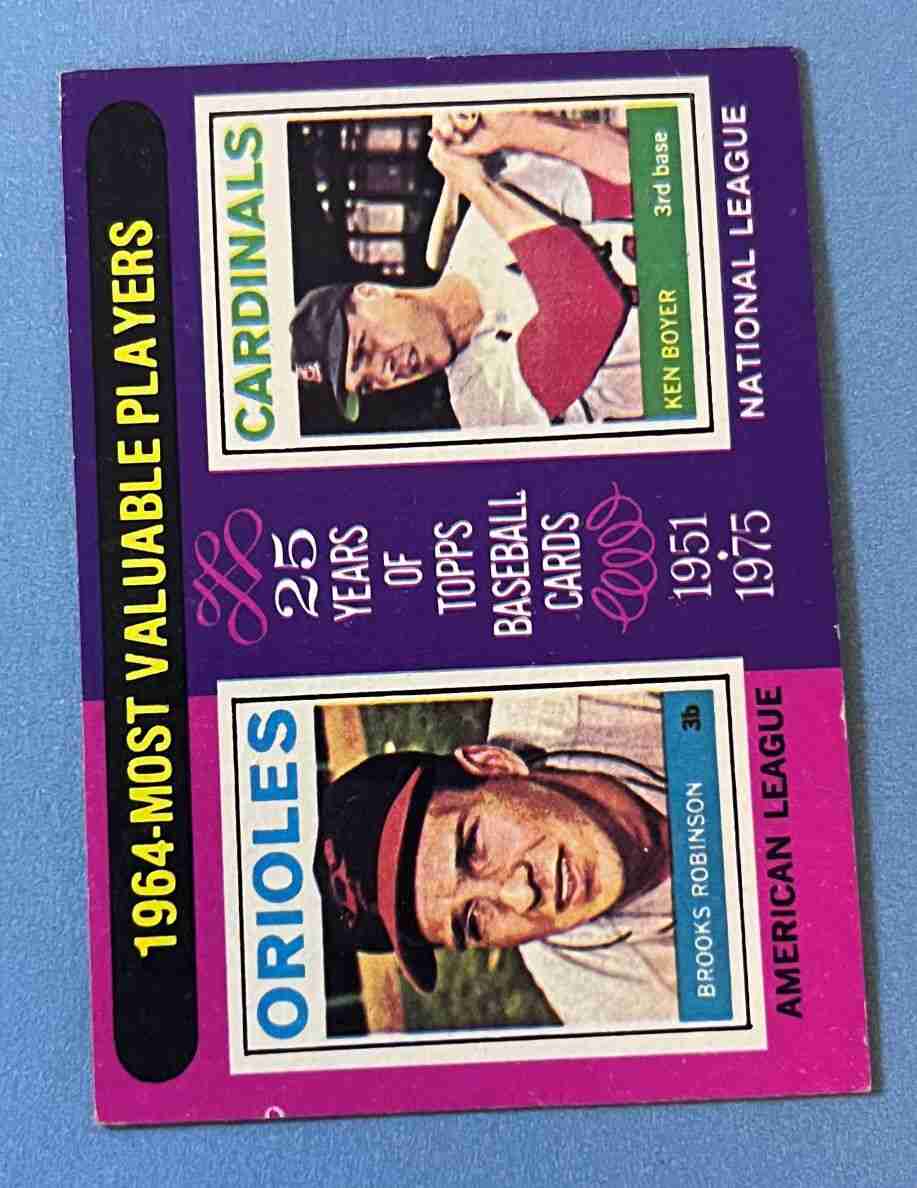 1964-MOST VALUABLE PLAYERS
ORIOLES
BROOKS ROBINSON 3b
AMERICAN LEAGUE
25
YEARS
OF
TOPPS
BASEBALL
CARDS
1951
•
1975
CARDINALS
KEN BOYER 3rd base
NATIONAL LEAGUE